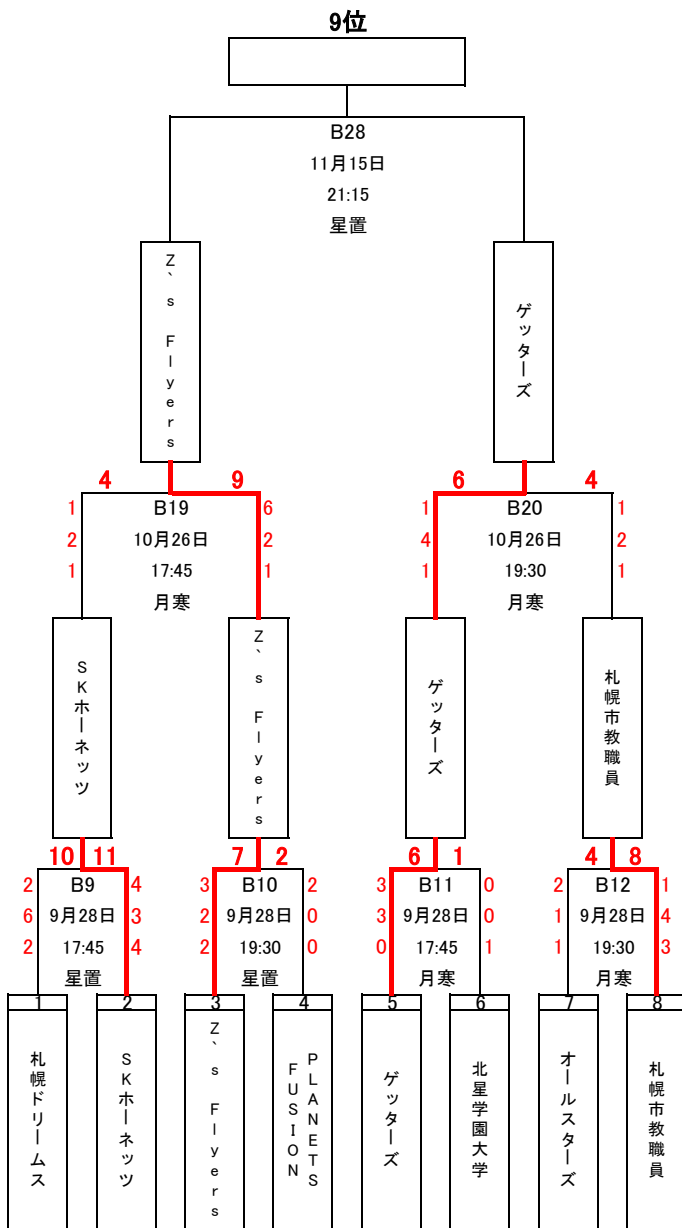 9位
B28
11月15日
21:15
星置
Z、s Flyers
ゲッターズ
4 9
6 4
1 B19 6
2 10月26日 2
1 17:45 1
月寒
1 B20 1
4 10月26日 2
1 19:30 1
月寒
SKホーネッツ
Z、s Flyers
ゲッターズ
札幌市教職員
10 11
7 2
6 1
4 8
2 B9 4
6 9月28日 3
2 17:45 4
星置
3 B10 2
2 9月28日 0
2 19:30 0
星置
3 B11 0
3 9月28日 0
0 17:45 1
月寒
2 B12 1
1 9月28日 4
1 19:30 3
月寒
1
札幌ドリームス
2
SKホーネッツ
3
Z、s Flyers
4
PLANETS
FUSION
5
ゲッターズ
6
北星学園大学
7
オールスターズ
8
札幌市教職員